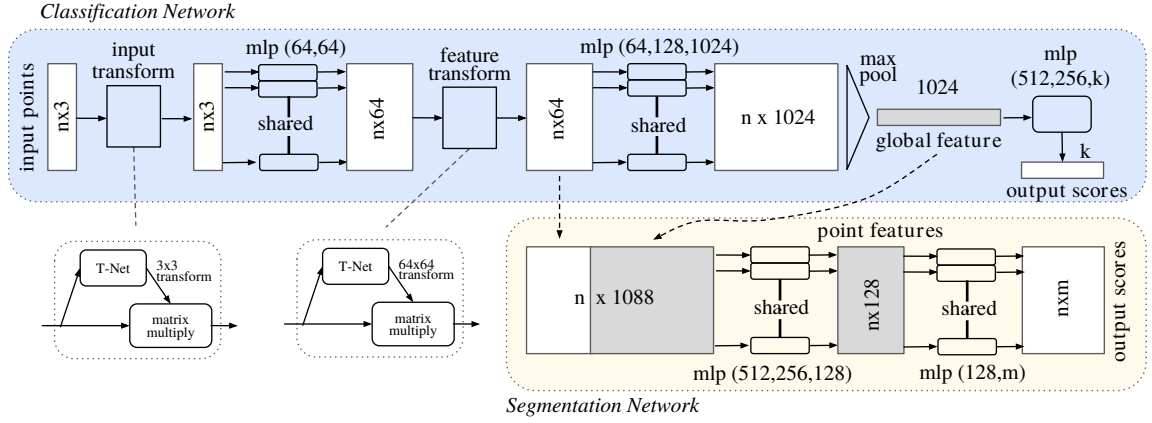 Classification Network
input points
nx3
input
transform
nx3
mlp (64,64)
shared
nx64
feature
transform
nx64
mlp (64,128,1024)
shared
n x 1024
max
pool
1024
global feature
mlp
(512,256,k)
k
output scores
T-Net
3x3
transform
matrix
multiply
T-Net
64x64
transform
matrix
multiply
point features
n x 1088
shared
mlp (512,256,128)
nx128
shared
mlp (128,m)
nxm
output scores
Segmentation Network